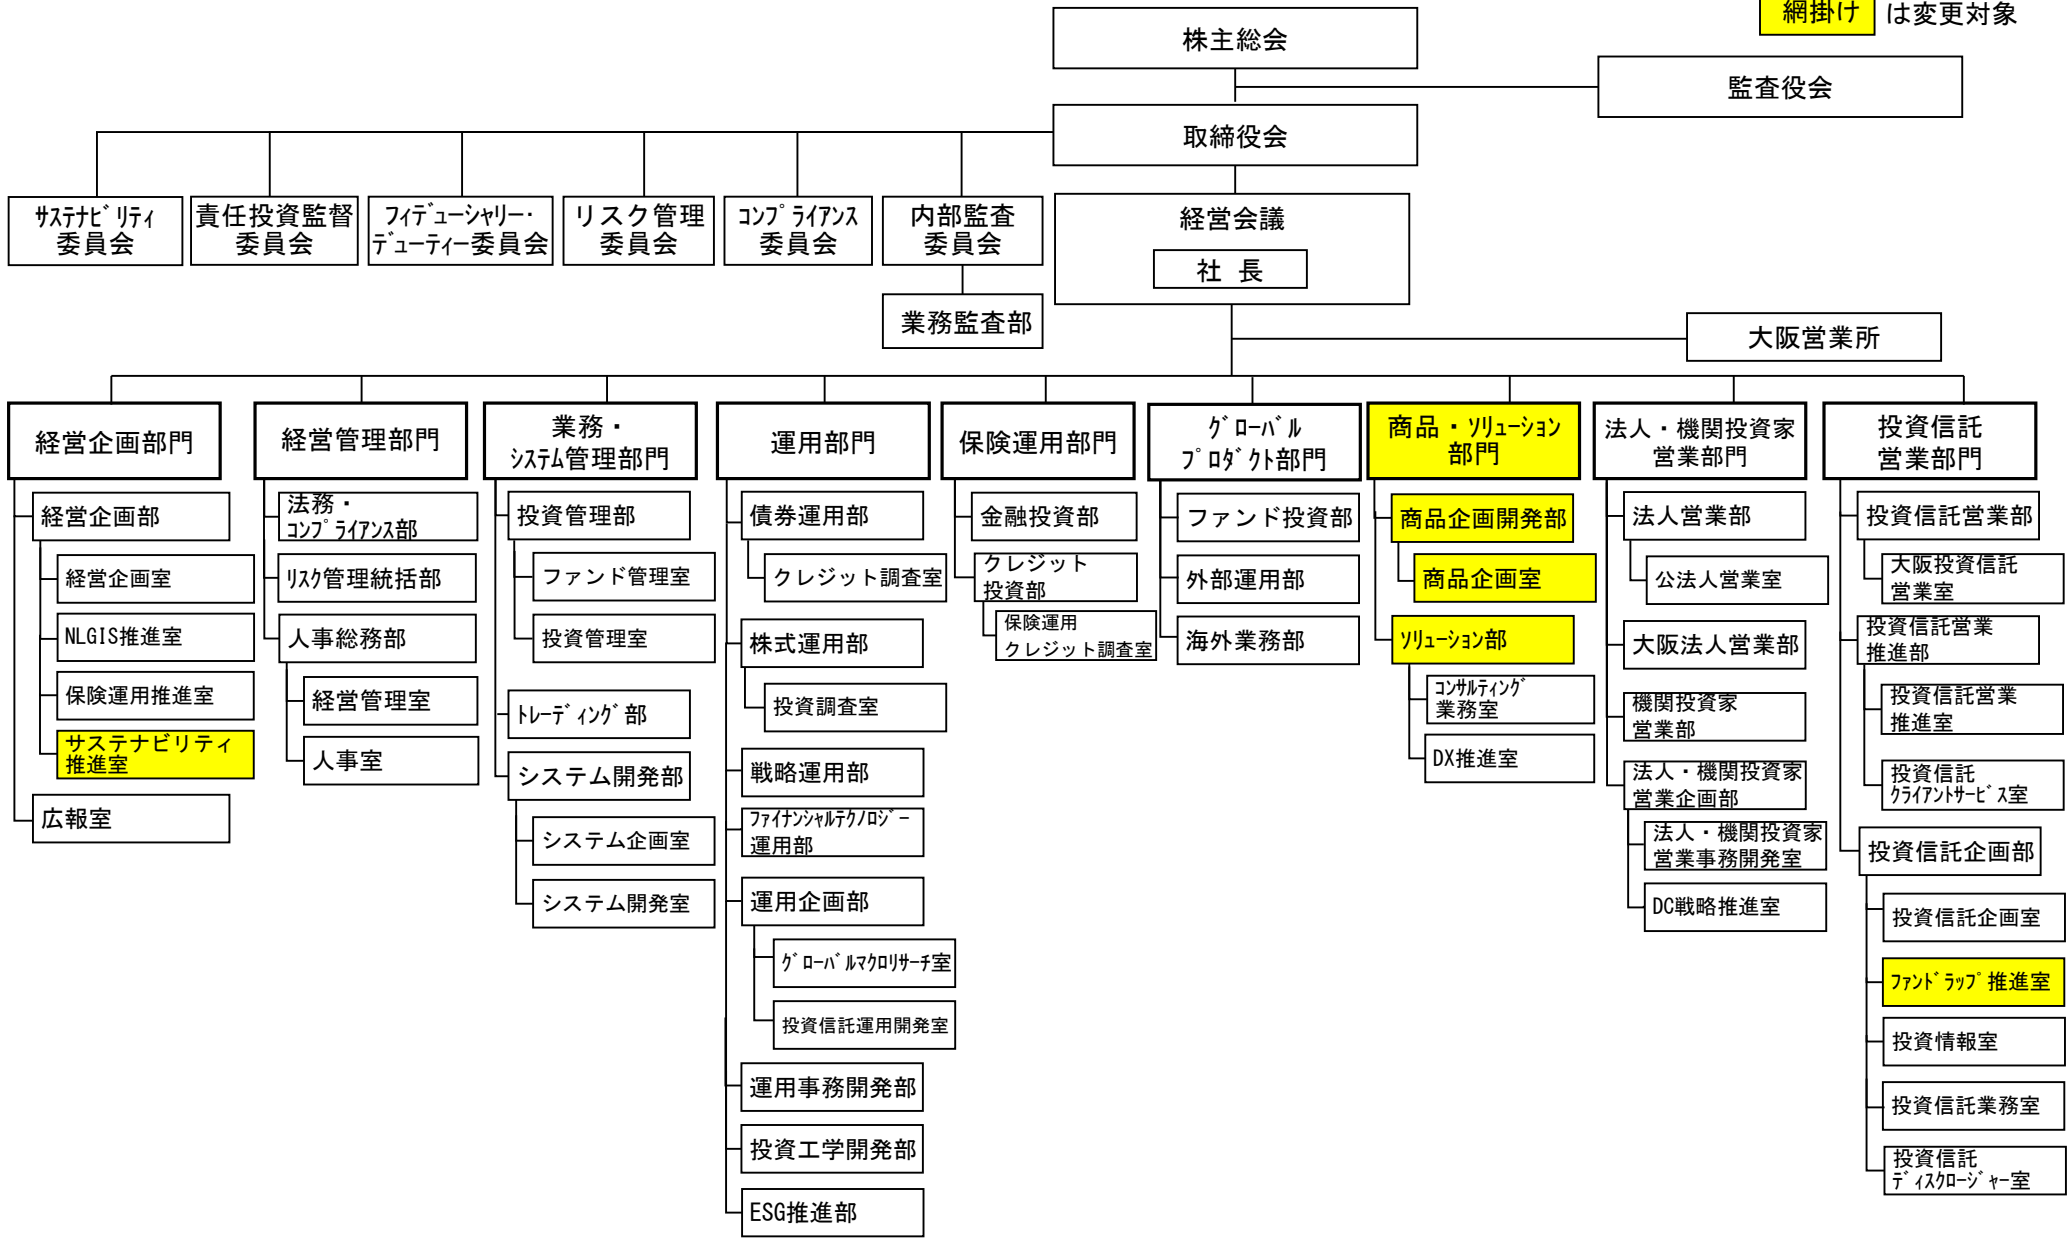 網掛け は変更対象
株主総会
監査役会
取締役会
ｻｽﾃﾅﾋﾞﾘﾃｨ
委員会
責任投資監督
委員会
ﾌｨﾃﾞｭｰｼｬﾘｰ･
ﾃﾞｭｰﾃｨｰ委員会
リスク管理
委員会
ｺﾝﾌﾟﾗｲｱﾝｽ
委員会
内部監査
委員会
経営会議
社 長
業務監査部
大阪営業所
経営企画部門
経営企画部
経営企画室
NLGIS推進室
保険運用推進室
サステナビリティ
推進室
広報室
経営管理部門
法務・
ｺﾝﾌﾟﾗｲｱﾝｽ部
ﾘｽｸ管理統括部
人事総務部
経営管理室
人事室
業務・
ｼｽﾃﾑ管理部門
投資管理部
ファンド管理室
投資管理室
ﾄﾚｰﾃﾞｨﾝｸﾞ部
システム開発部
システム企画室
システム開発室
運用部門
債券運用部
クレジット調査室
株式運用部
投資調査室
戦略運用部
ﾌｧｲﾅﾝｼｬﾙﾃｸﾉﾛｼﾞｰ
運用部
運用企画部
ｸﾞﾛｰﾊﾞﾙﾏｸﾛﾘｻｰﾁ室
投資信託運用開発室
運用事務開発部
投資工学開発部
ESG推進部
保険運用部門
金融投資部
クレジット
投資部
保険運用
クレジット調査室
ｸﾞﾛｰﾊﾞﾙ
ﾌﾟﾛﾀﾞｸﾄ部門
ファンド投資部
外部運用部
海外業務部
商品・ｿﾘｭｰｼｮﾝ
部門
商品企画開発部
商品企画室
ｿﾘｭｰｼｮﾝ部
ｺﾝｻﾙﾃｨﾝｸﾞ
業務室
DX推進室
法人・機関投資家
営業部門
法人営業部
公法人営業室
大阪法人営業部
機関投資家
営業部
法人・機関投資家
営業企画部
法人・機関投資家
営業事務開発室
DC戦略推進室
投資信託
営業部門
投資信託営業部
大阪投資信託
営業室
投資信託営業
推進部
投資信託営業
推進室
投資信託
ｸﾗｲｱﾝﾄｻｰﾋﾞｽ室
投資信託企画部
投資信託企画室
ﾌｧﾝﾄﾞﾗｯﾌﾟ推進室
投資情報室
投資信託業務室
投資信託
ﾃﾞｨｽｸﾛｰｼﾞｬｰ室